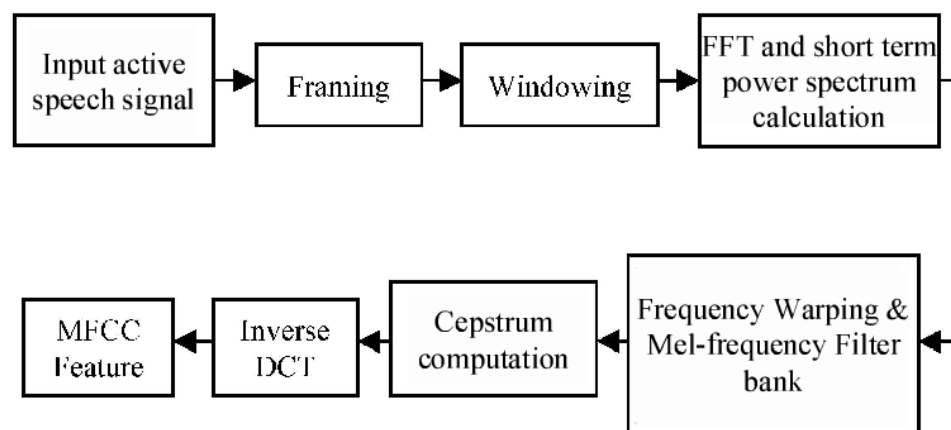 Input active
speech signal
Framing
Windowing
FFT and short term
power spectrum
calculation
Frequency Warping &
Mel-frequency Filter
bank
Cepstrum
computation
Inverse
DCT
MFCC
Feature